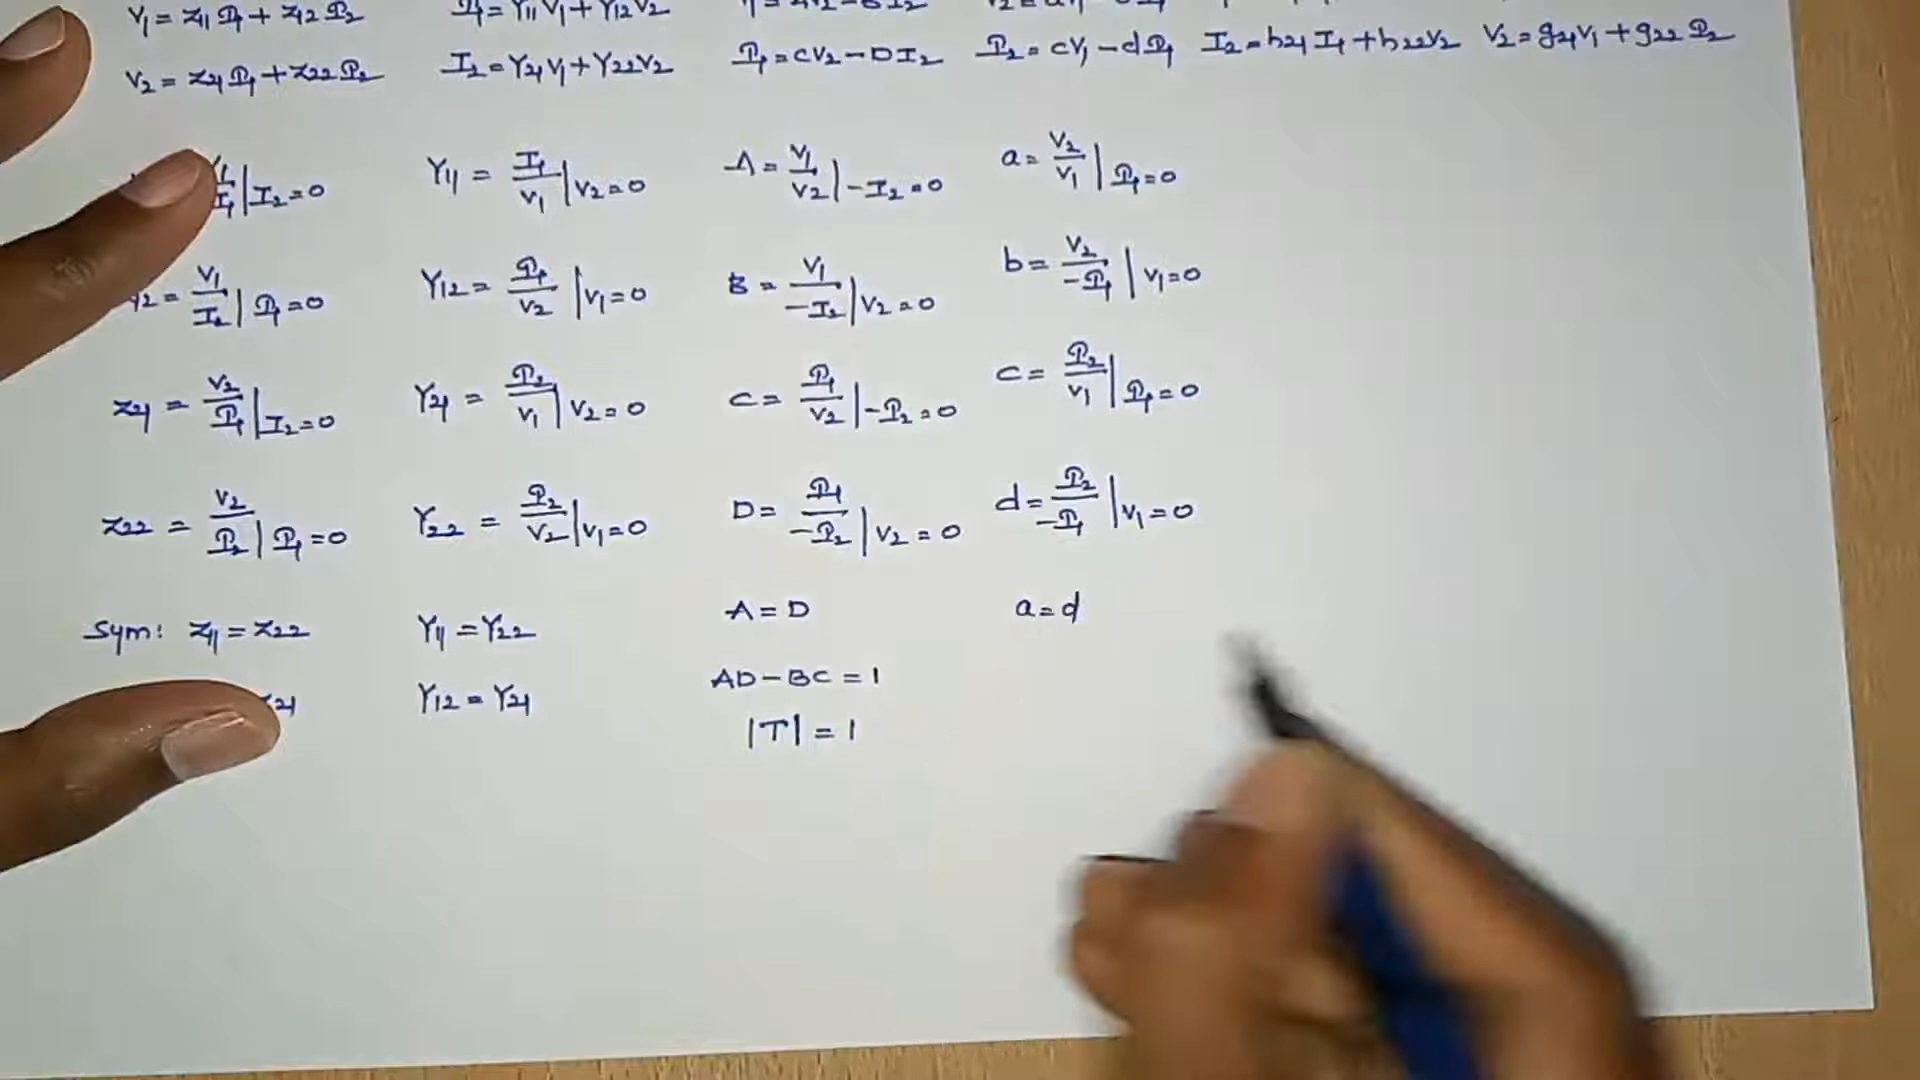 V₁ = Z₁₁ I₁ + Z₁₂ I₂   I₁ = Y₁₁ V₁ + Y₁₂ V₂
V₂ = Z₂₁ I₁ + Z₂₂ I₂   I₂ = Y₂₁ V₁ + Y₂₂ V₂   I₁ = CV₂ - DI₂   I₂ = cV₁ - dI₁   I₂ = h₂₁ I₁ + h₂₂ V₂   V₂ = g₂₁ V₁ + g₂₂ I₂
| I₂ = 0   Y₁₁ = I₁/V₁ | V₂ = 0   A = V₁/V₂ | -I₂ = 0   a = V₂/V₁ | I₁ = 0
= V₁/I₂ | I₁ = 0   Y₁₂ = I₁/V₂ | V₁ = 0   B = V₁/-I₂ | V₂ = 0   b = V₂/-I₁ | V₁ = 0
Z₂₁ = V₂/I₁ | I₂ = 0   Y₂₁ = I₂/V₁ | V₂ = 0   C = I₁/V₂ | -I₂ = 0   c = I₂/V₁ | I₁ = 0
Z₂₂ = V₂/I₂ | I₁ = 0   Y₂₂ = I₂/V₂ | V₁ = 0   D = I₁/-I₂ | V₂ = 0   d = I₂/-I₁ | V₁ = 0
Sym: Z₁₁ = Z₂₂   Y₁₁ = Y₂₂   A = D   a = d
Y₁₂ = Y₂₁   AD - BC = 1
|T| = 1